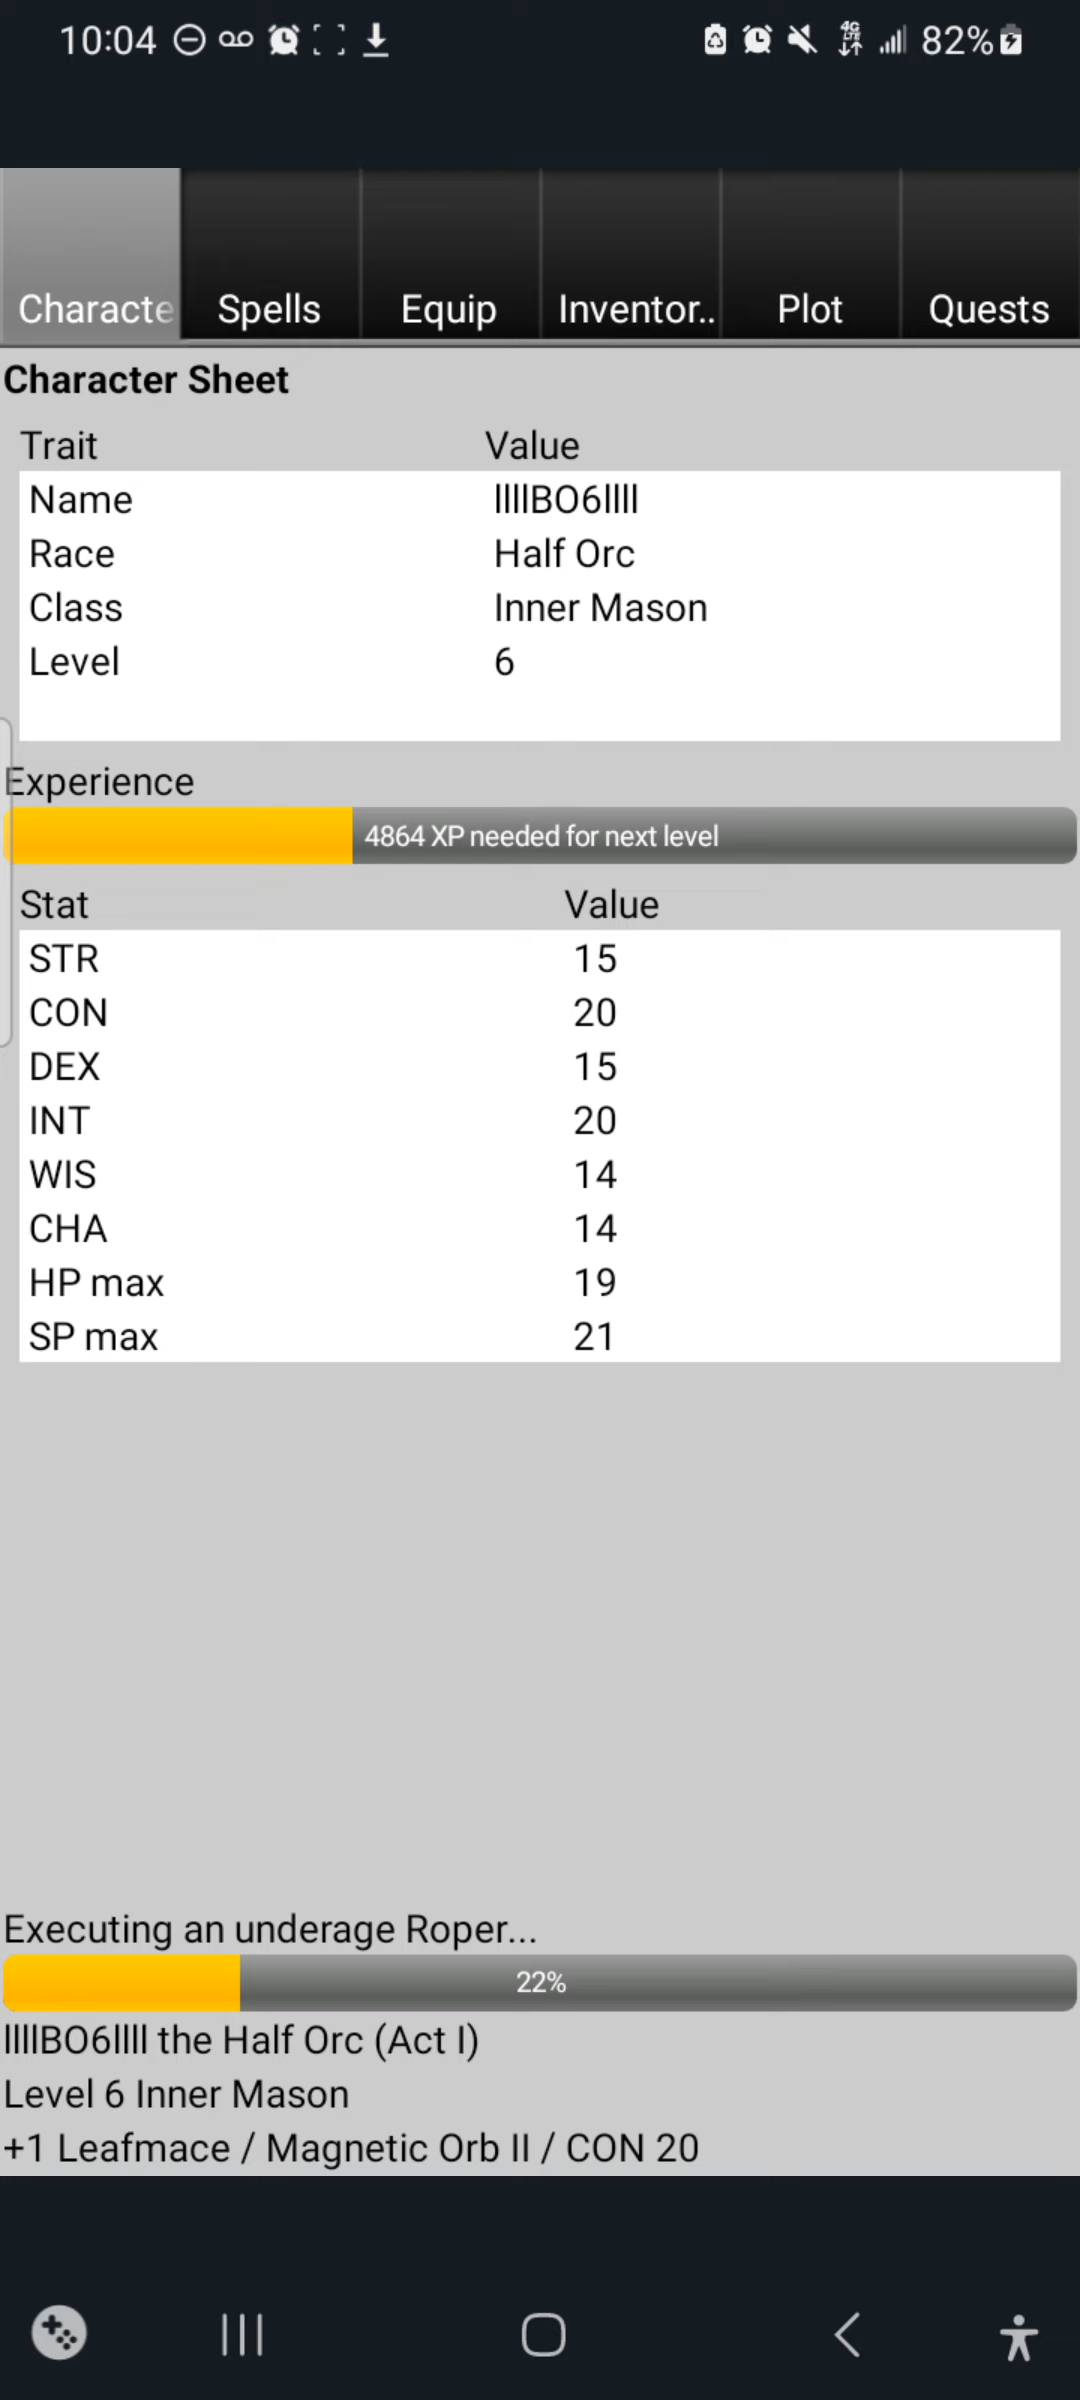 10:04 82%
Characte Spells Equip Inventor.. Plot Quests
Character Sheet
Trait Value
Name llllBO6llll
Race Half Orc
Class Inner Mason
Level 6
Experience
4864 XP needed for next level
Stat Value
STR 15
CON 20
DEX 15
INT 20
WIS 14
CHA 14
HP max 19
SP max 21
Executing an underage Roper...
22%
llllBO6llll the Half Orc (Act I)
Level 6 Inner Mason
+1 Leafmace / Magnetic Orb II / CON 20